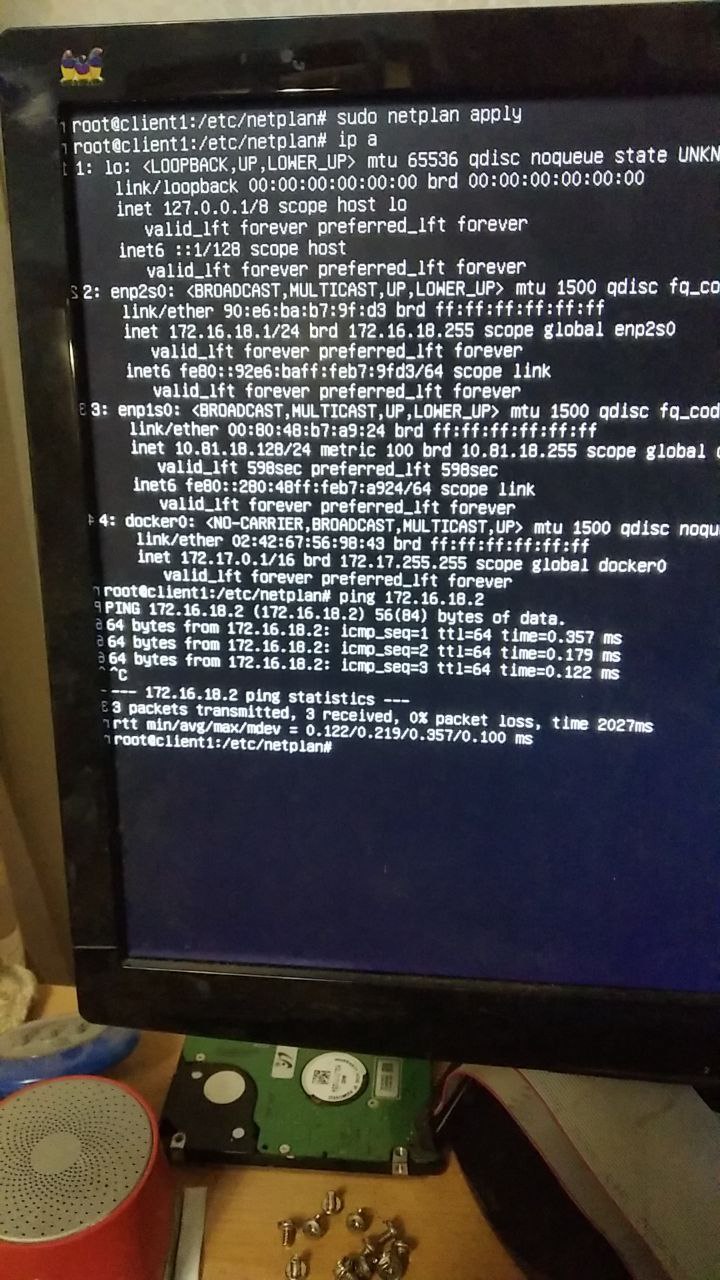 root@client1:/etc/netplan# sudo netplan apply
root@client1:/etc/netplan# ip a
1: lo: <LOOPBACK,UP,LOWER_UP> mtu 65536 qdisc noqueue state UNKN
link/loopback 00:00:00:00:00:00 brd 00:00:00:00:00:00
inet 127.0.0.1/8 scope host lo
valid_lft forever preferred_lft forever
inet6 ::1/128 scope host
valid_lft forever preferred_lft forever
2: enp2s0: <BROADCAST,MULTICAST,UP,LOWER_UP> mtu 1500 qdisc fq_co
link/ether 90:e6:ba:b7:9f:d3 brd ff:ff:ff:ff:ff:ff
inet 172.16.18.1/24 brd 172.16.18.255 scope global enp2s0
valid_lft forever preferred_lft forever
inet6 fe80::92e6:baff:feb7:9fd3/64 scope link
valid_lft forever preferred_lft forever
3: enp1s0: <BROADCAST,MULTICAST,UP,LOWER_UP> mtu 1500 qdisc fq_cod
link/ether 00:80:48:b7:a9:24 brd ff:ff:ff:ff:ff:ff
inet 10.81.18.128/24 metric 100 brd 10.81.18.255 scope global
valid_lft 598sec preferred_lft 598sec
inet6 fe80::280:48ff:feb7:a924/64 scope link
valid_lft forever preferred_lft forever
4: docker0: <NO-CARRIER,BROADCAST,MULTICAST,UP> mtu 1500 qdisc noqu
link/ether 02:42:67:56:98:43 brd ff:ff:ff:ff:ff:ff
inet 172.17.0.1/16 brd 172.17.255.255 scope global docker0
valid_lft forever preferred_lft forever
root@client1:/etc/netplan# ping 172.16.18.2
PING 172.16.18.2 (172.16.18.2) 56(84) bytes of data.
64 bytes from 172.16.18.2: icmp_seq=1 ttl=64 time=0.357 ms
64 bytes from 172.16.18.2: icmp_seq=2 ttl=64 time=0.179 ms
64 bytes from 172.16.18.2: icmp_seq=3 ttl=64 time=0.122 ms
^C
--- 172.16.18.2 ping statistics ---
3 packets transmitted, 3 received, 0% packet loss, time 2027ms
rtt min/avg/max/mdev = 0.122/0.219/0.357/0.100 ms
root@client1:/etc/netplan#